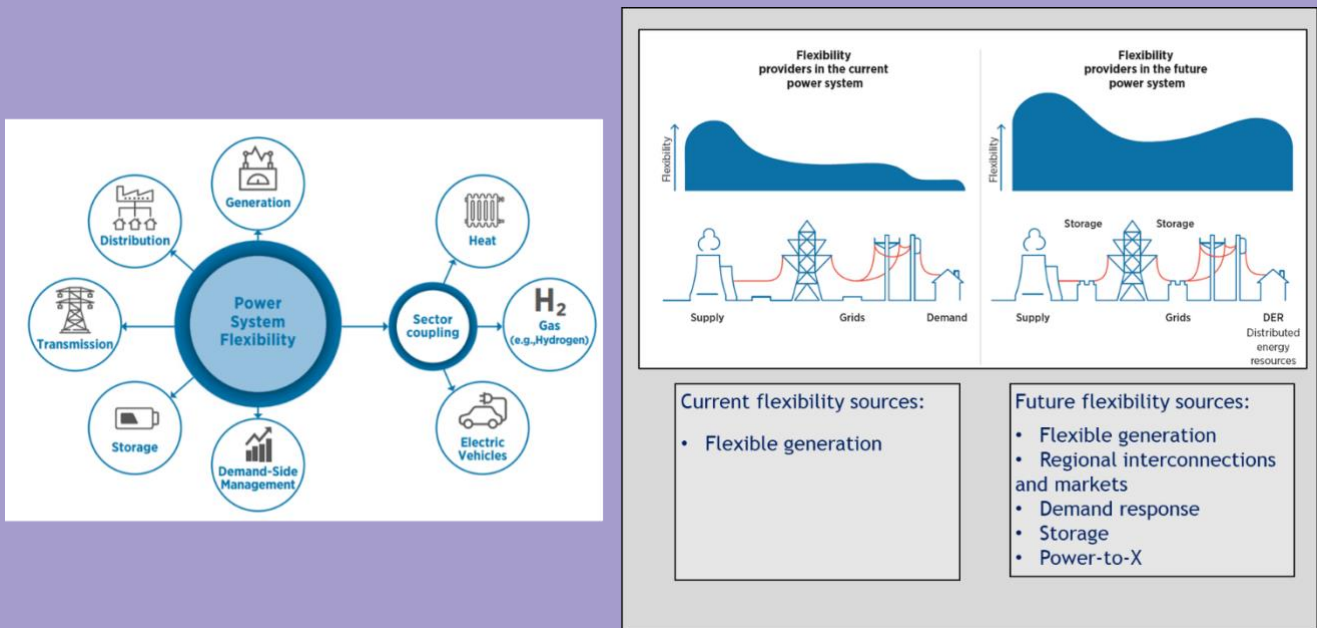 Generation
Distribution
Transmission
Storage
Demand-Side
Management
Power
System
Flexibility
Sector
coupling
Heat
H₂
Gas
(e.g.,Hydrogen)
Electric
Vehicles
Flexibility
providers in the current
power system
Flexibility
Supply
Grids
Demand
Flexibility
providers in the future
power system
Flexibility
Storage
Storage
Supply
Grids
DER
Distributed
energy
resources
Current flexibility sources:
• Flexible generation
Future flexibility sources:
• Flexible generation
• Regional interconnections
and markets
• Demand response
• Storage
• Power-to-X